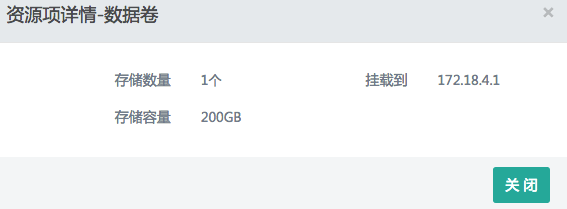 资源项详情-数据卷 ×
存储数量 1个 挂载到 172.18.4.1
存储容量 200GB
关 闭